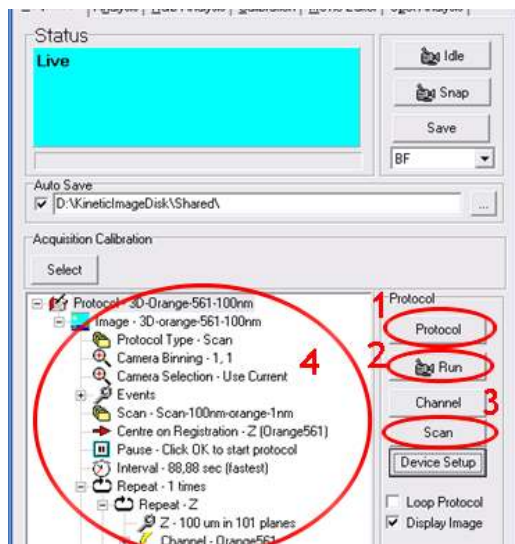 Status
Live
Idle
Snap
Save
BF
Auto Save
D:\KineticImageDisk\Shared\
...
Acquisition Calibration
Select
Protocol - 3D-Orange-561-100nm
Image - 3D-orange-561-100nm
Protocol Type - Scan
Camera Binning - 1, 1
Camera Selection - Use Current
Events
Scan - Scan-100nm-orange-1nm
Centre on Registration - Z (Orange561)
Pause - Click OK to start protocol
Interval - 88,88 sec (fastest)
Repeat - 1 times
Repeat - Z
Z - 100 um in 101 planes
Channel - Orange561
4
Protocol
1
Protocol
2
Run
Channel
3
Scan
Device Setup
Loop Protocol
Display Image